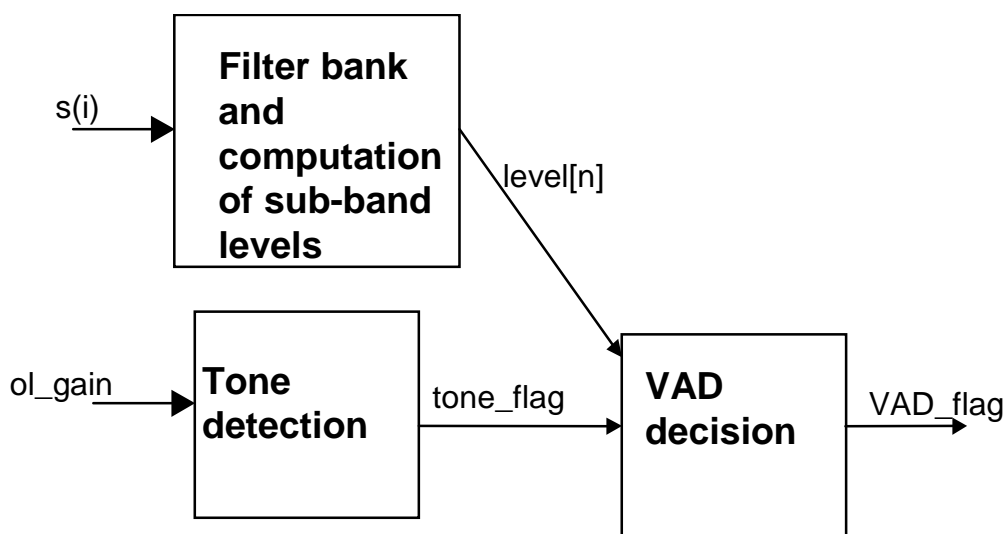 s(i)
Filter bank
and
computation
of sub-band
levels
level[n]
ol_gain
Tone
detection
tone_flag
VAD
decision
VAD_flag